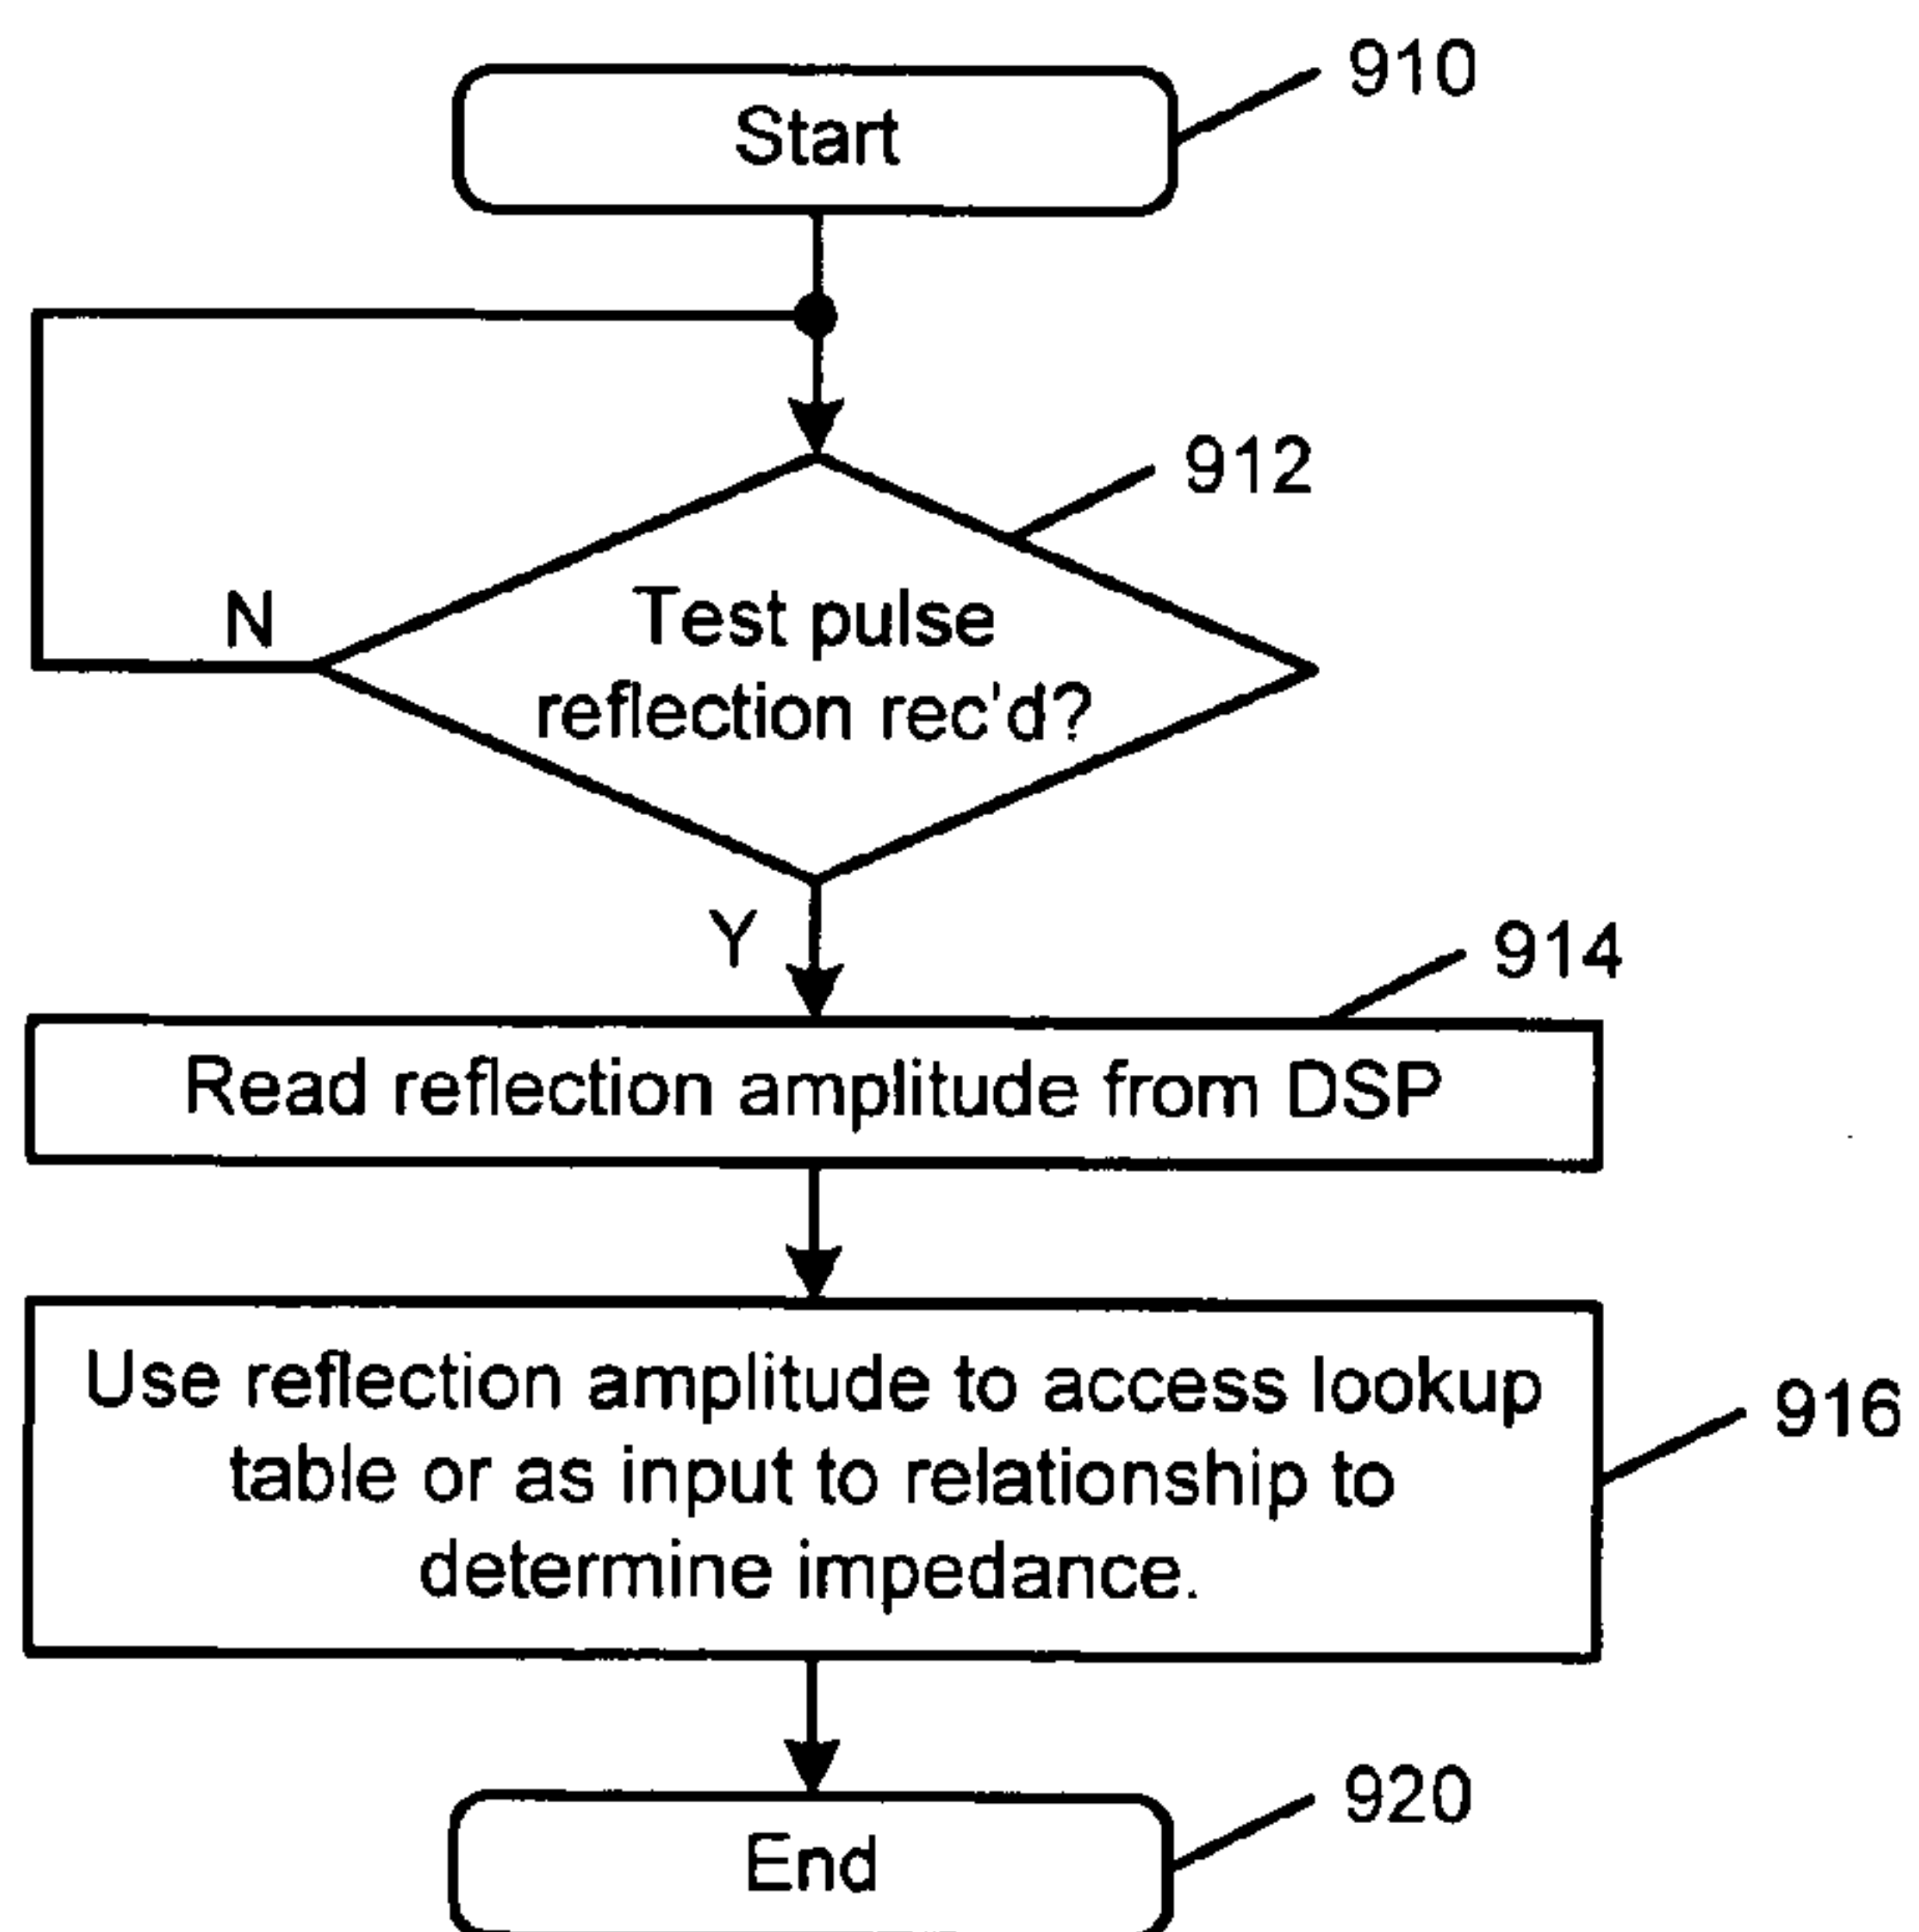 Start
910
912
N
Test pulse
reflection rec'd?
Y
914
Read reflection amplitude from DSP
Use reflection amplitude to access lookup
table or as input to relationship to
determine impedance.
916
End
920